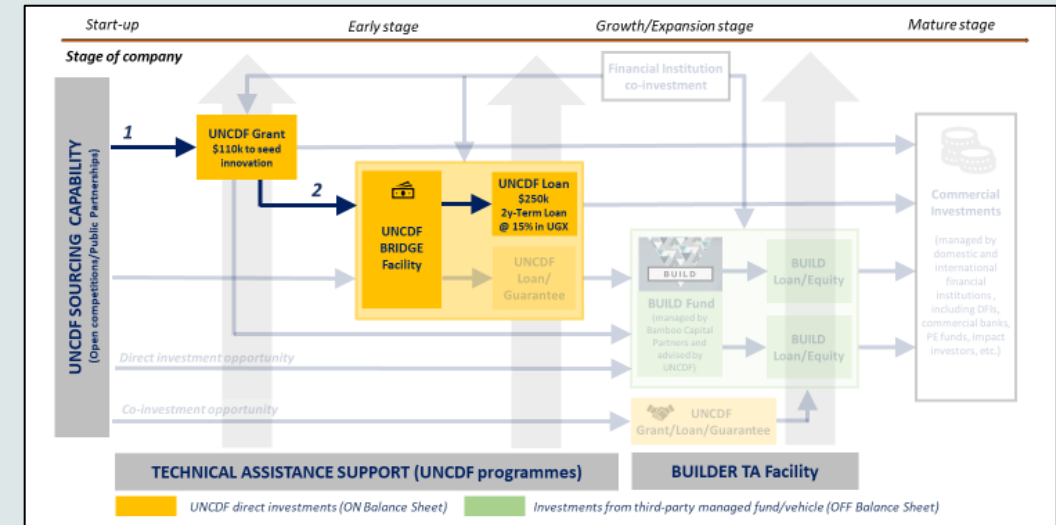 Start-up
Early stage
Growth/Expansion stage
Mature stage
Stage of company
UNCDF SOURCING CAPABILITY
(Open competitions/Public Partnerships)
1
UNCDF Grant
$110k to seed
innovation
2
UNCDF
BRIDGE
Facility
UNCDF Loan
$250k
2y-Term Loan
@ 15% in UGX
UNCDF
Loan/
Guarantee
Financial Institution
co-investment
BUILD
BUILD Fund
(managed by
Bamboo Capital
Partners and
advised by
UNCDF)
BUILD
Loan/Equity
BUILD
Loan/Equity
UNCDF
Grant/Loan/Guarantee
Commercial
Investments
(managed by
domestic and
international
financial
institutions ,
including DFIs,
commercial banks,
PE funds, impact
investors, etc.)
Direct investment opportunity
Co-investment opportunity
TECHNICAL ASSISTANCE SUPPORT (UNCDF programmes)
BUILDER TA Facility
UNCDF direct investments (ON Balance Sheet)
Investments from third-party managed fund/vehicle (OFF Balance Sheet)